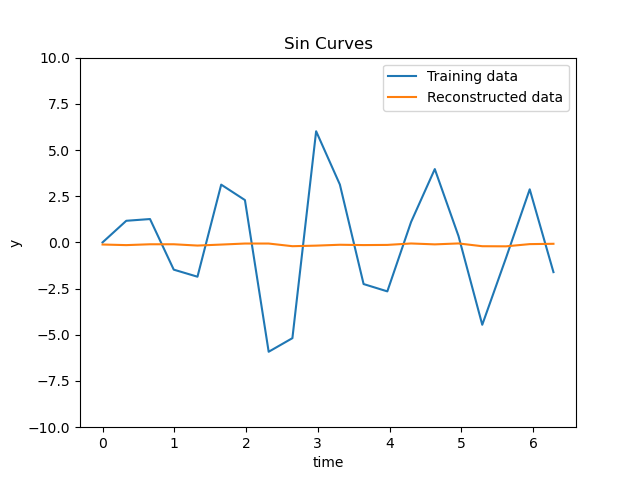 Sin Curves
Training data
Reconstructed data
10.0
7.5
5.0
2.5
0.0
−2.5
−5.0
−7.5
−10.0
y
0 1 2 3 4 5 6
time